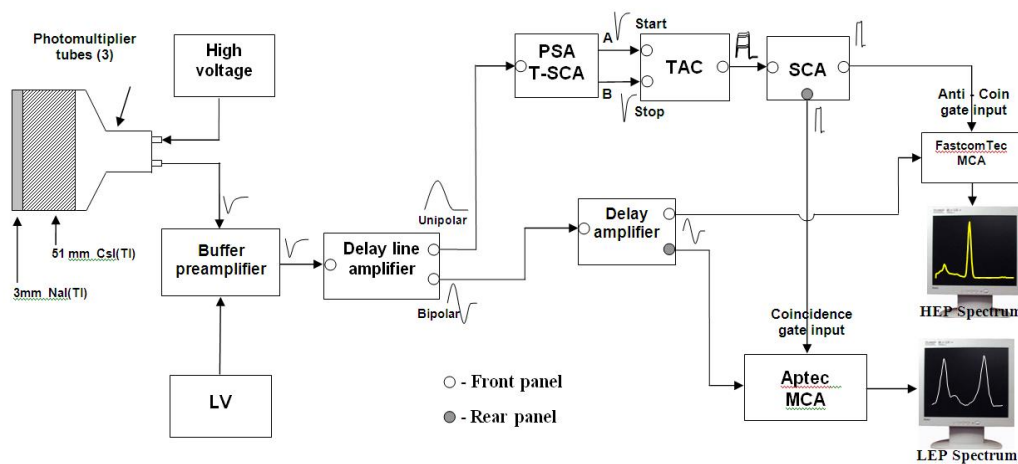 Photomultiplier
tubes (3)
High
voltage
51 mm CsI(Tl)
3mm NaI(Tl)
Buffer
preamplifier
LV
Delay line
amplifier
Unipolar
Bipolar
PSA
T-SCA
A
Start
B
Stop
TAC
SCA
Delay
amplifier
Anti - Coin
gate input
FastcomTec
MCA
HEP Spectrum
Coincidence
gate input
Aptec
MCA
LEP Spectrum
- Front panel
- Rear panel